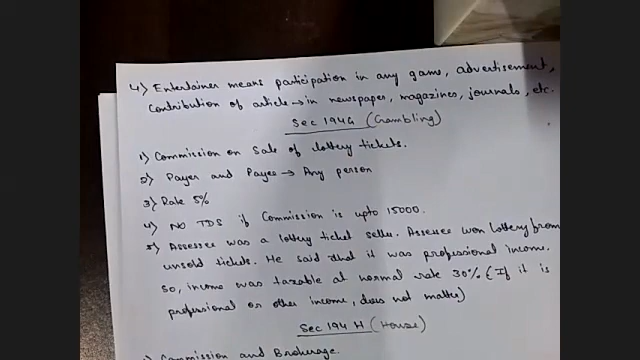 4) Entertainer means participation in any game, advertisement,
Contribution of article → in newspaper, magazines, journals, etc.
Sec 194G (Gambling)
1) Commission on Sale of lottery tickets.
2) Payer and Payee → Any person
3) Rate 5%
4) NO TDS if Commission is upto 15000.
5) Assessee was a lottery ticket seller. Assessee won lottery from
unsold tickets. He said that it was professional income.
So, income was taxable at normal rate 30% (If it is
professional or other income, does not matter)
Sec 194 H (House)
1) Commission and Brokerage.